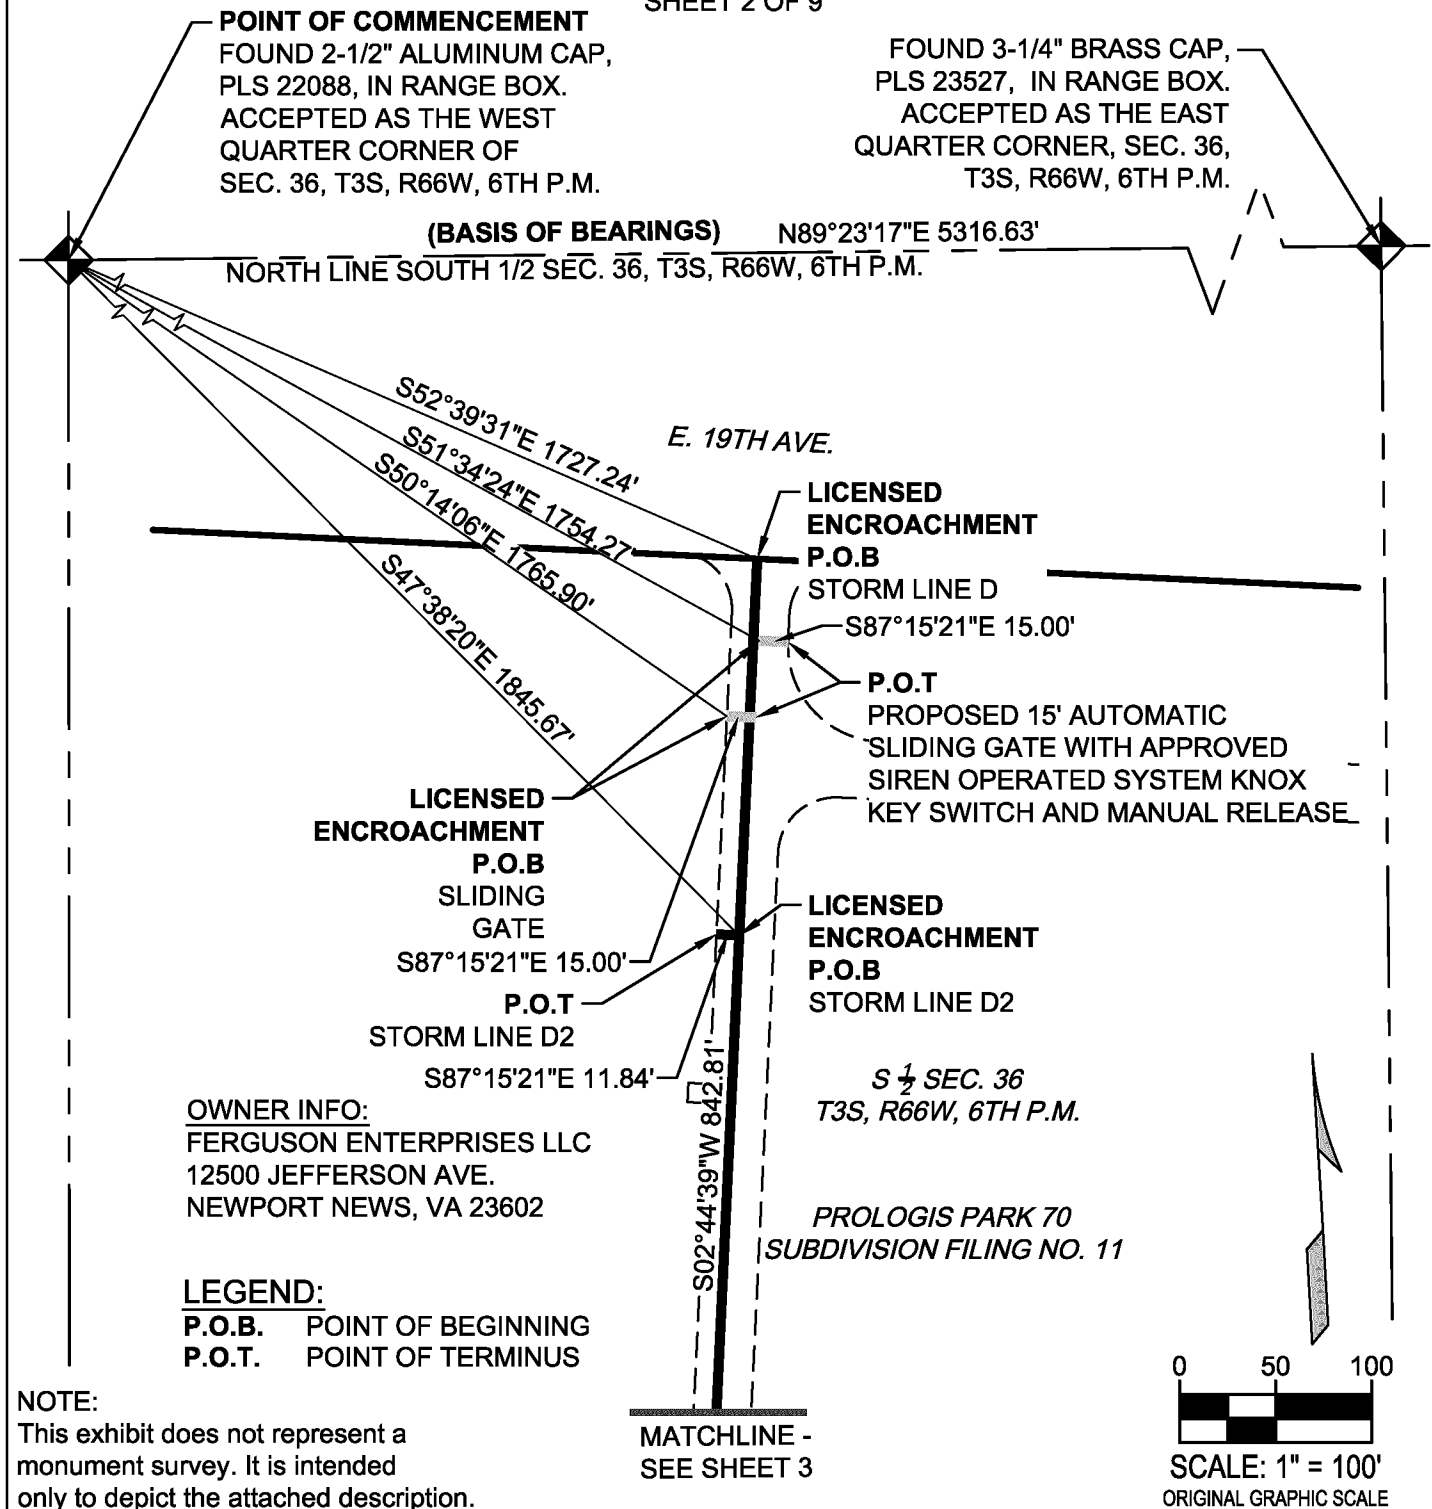 SHEET 2 OF 9
POINT OF COMMENCEMENT
FOUND 2-1/2" ALUMINUM CAP,
PLS 22088, IN RANGE BOX.
ACCEPTED AS THE WEST
QUARTER CORNER OF
SEC. 36, T3S, R66W, 6TH P.M.
FOUND 3-1/4" BRASS CAP,
PLS 23527, IN RANGE BOX.
ACCEPTED AS THE EAST
QUARTER CORNER, SEC. 36,
T3S, R66W, 6TH P.M.
(BASIS OF BEARINGS) N89°23'17"E 5316.63'
NORTH LINE SOUTH 1/2 SEC. 36, T3S, R66W, 6TH P.M.
S52°39'31"E 1727.24'
S51°34'24"E 1754.27'
S50°14'06"E 1765.90'
S47°38'20"E 1845.67'
E. 19TH AVE.
LICENSED
ENCROACHMENT
P.O.B
STORM LINE D
S87°15'21"E 15.00'
P.O.T
PROPOSED 15' AUTOMATIC
SLIDING GATE WITH APPROVED
SIREN OPERATED SYSTEM KNOX
KEY SWITCH AND MANUAL RELEASE
LICENSED
ENCROACHMENT
P.O.B
SLIDING
GATE
S87°15'21"E 15.00'
P.O.T
STORM LINE D2
S87°15'21"E 11.84'
LICENSED
ENCROACHMENT
P.O.B
STORM LINE D2
S02°44'39"W 842.81'
S 1/2 SEC. 36
T3S, R66W, 6TH P.M.
OWNER INFO:
FERGUSON ENTERPRISES LLC
12500 JEFFERSON AVE.
NEWPORT NEWS, VA 23602
PROLOGIS PARK 70
SUBDIVISION FILING NO. 11
LEGEND:
P.O.B. POINT OF BEGINNING
P.O.T. POINT OF TERMINUS
NOTE:
This exhibit does not represent a
monument survey. It is intended
only to depict the attached description.
MATCHLINE -
SEE SHEET 3
0 50 100
SCALE: 1" = 100'
ORIGINAL GRAPHIC SCALE